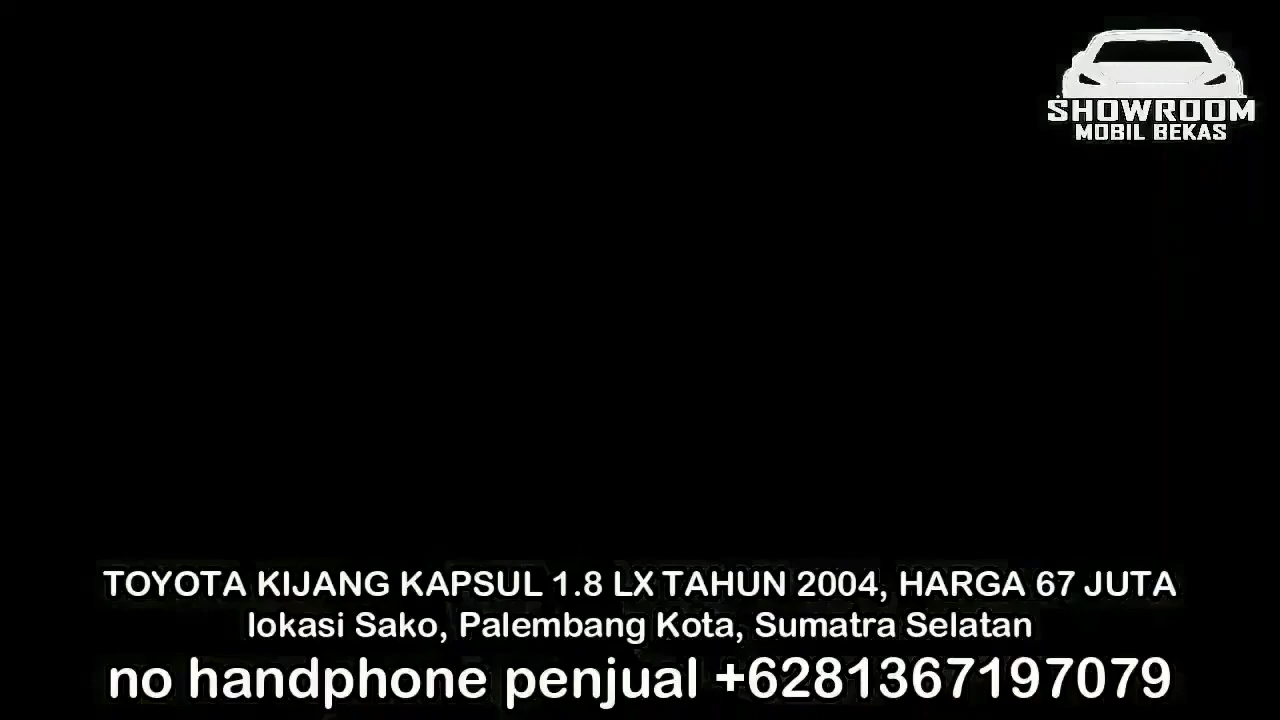 SHOWROOM
MOBIL BEKAS
TOYOTA KIJANG KAPSUL 1.8 LX TAHUN 2004, HARGA 67 JUTA
lokasi Sako, Palembang Kota, Sumatra Selatan
no handphone penjual +6281367197079